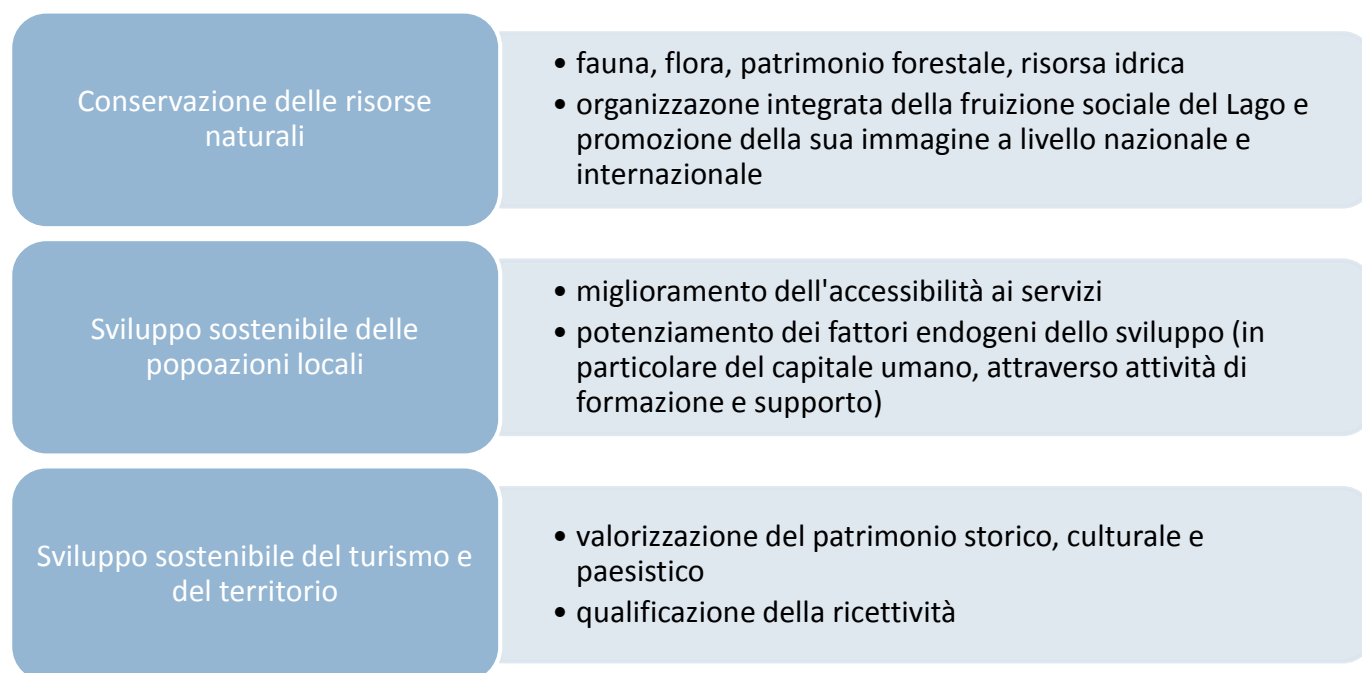 Conservazione delle risorse
naturali
• fauna, flora, patrimonio forestale, risorsa idrica
• organizzazone integrata della fruizione sociale del Lago e
promozione della sua immagine a livello nazionale e
internazionale
Sviluppo sostenibile delle
popoazioni locali
• miglioramento dell'accessibilità ai servizi
• potenziamento dei fattori endogeni dello sviluppo (in
particolare del capitale umano, attraverso attività di
formazione e supporto)
Sviluppo sostenibile del turismo e
del territorio
• valorizzazione del patrimonio storico, culturale e
paesistico
• qualificazione della ricettività